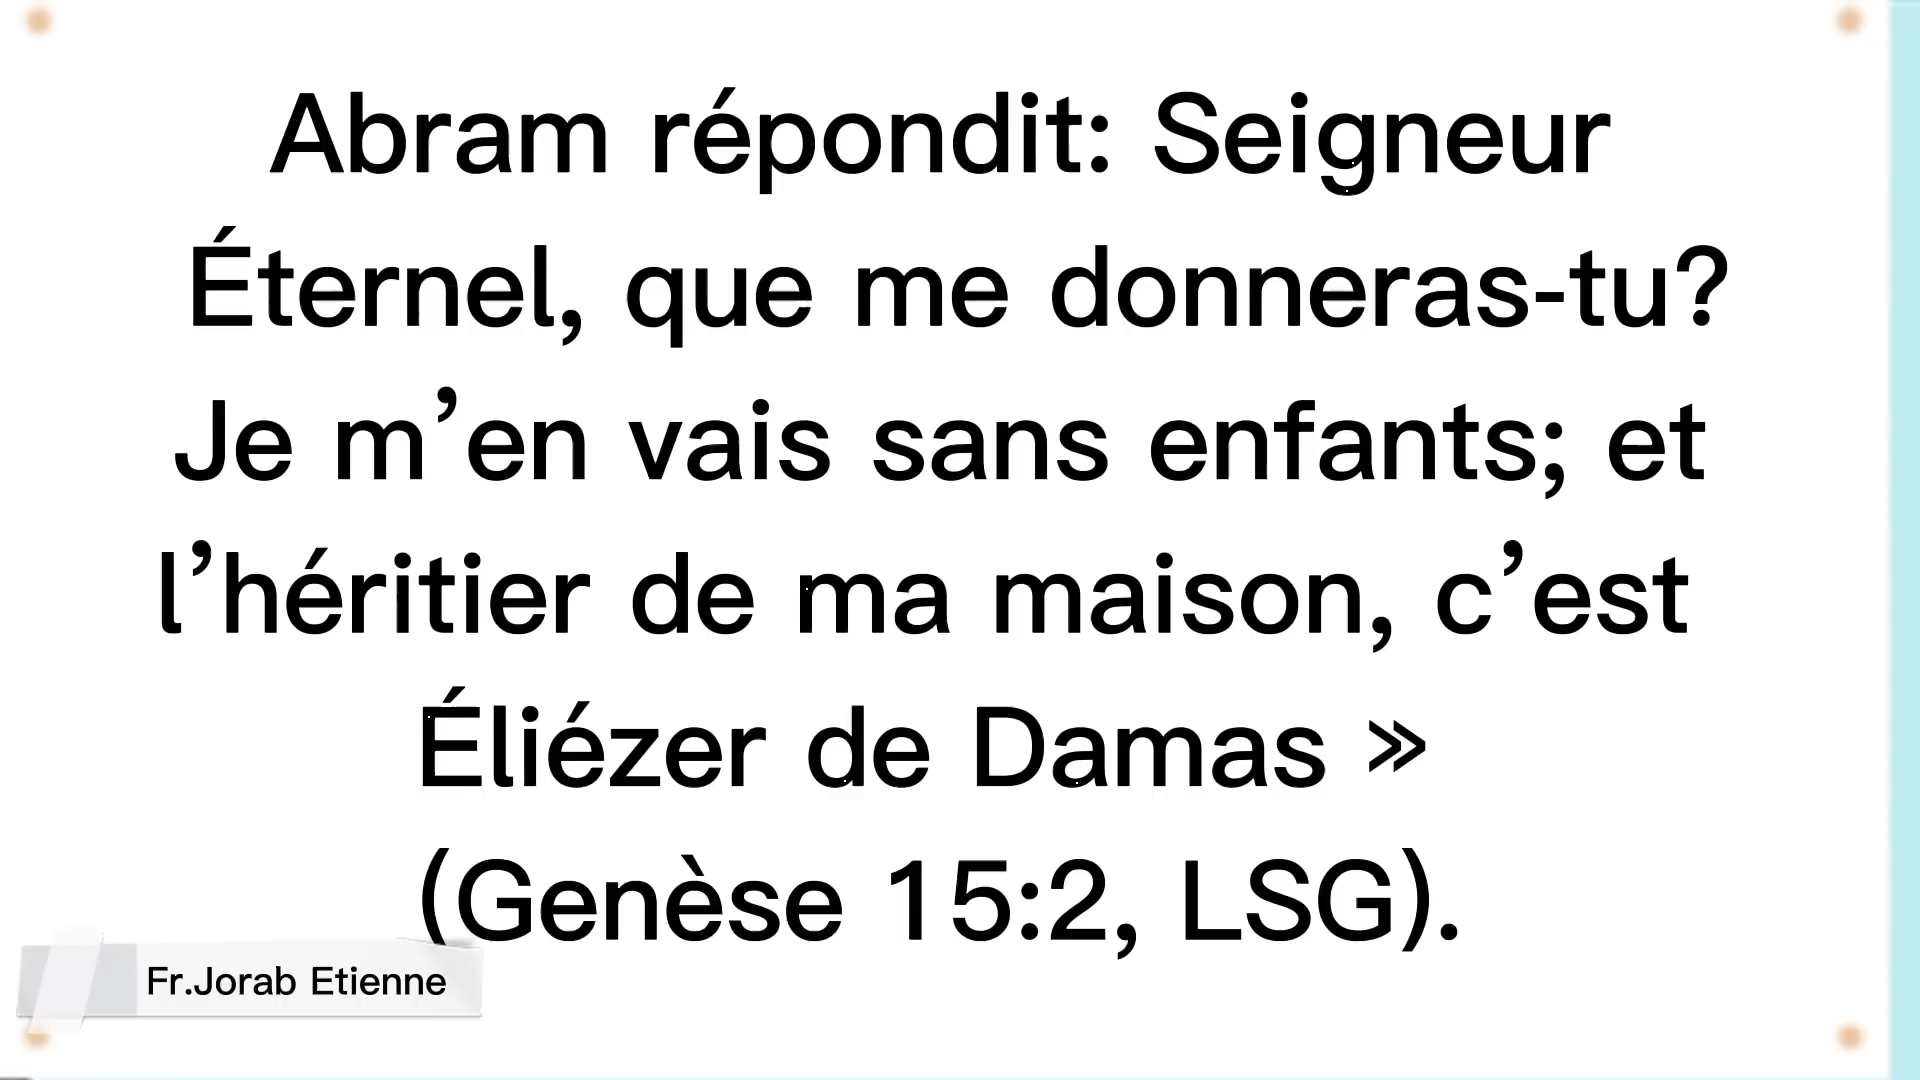 Abram répondit: Seigneur
Éternel, que me donneras-tu?
Je m’en vais sans enfants; et
l’héritier de ma maison, c’est
Éliézer de Damas »
(Genèse 15:2, LSG).
Fr.Jorab Etienne